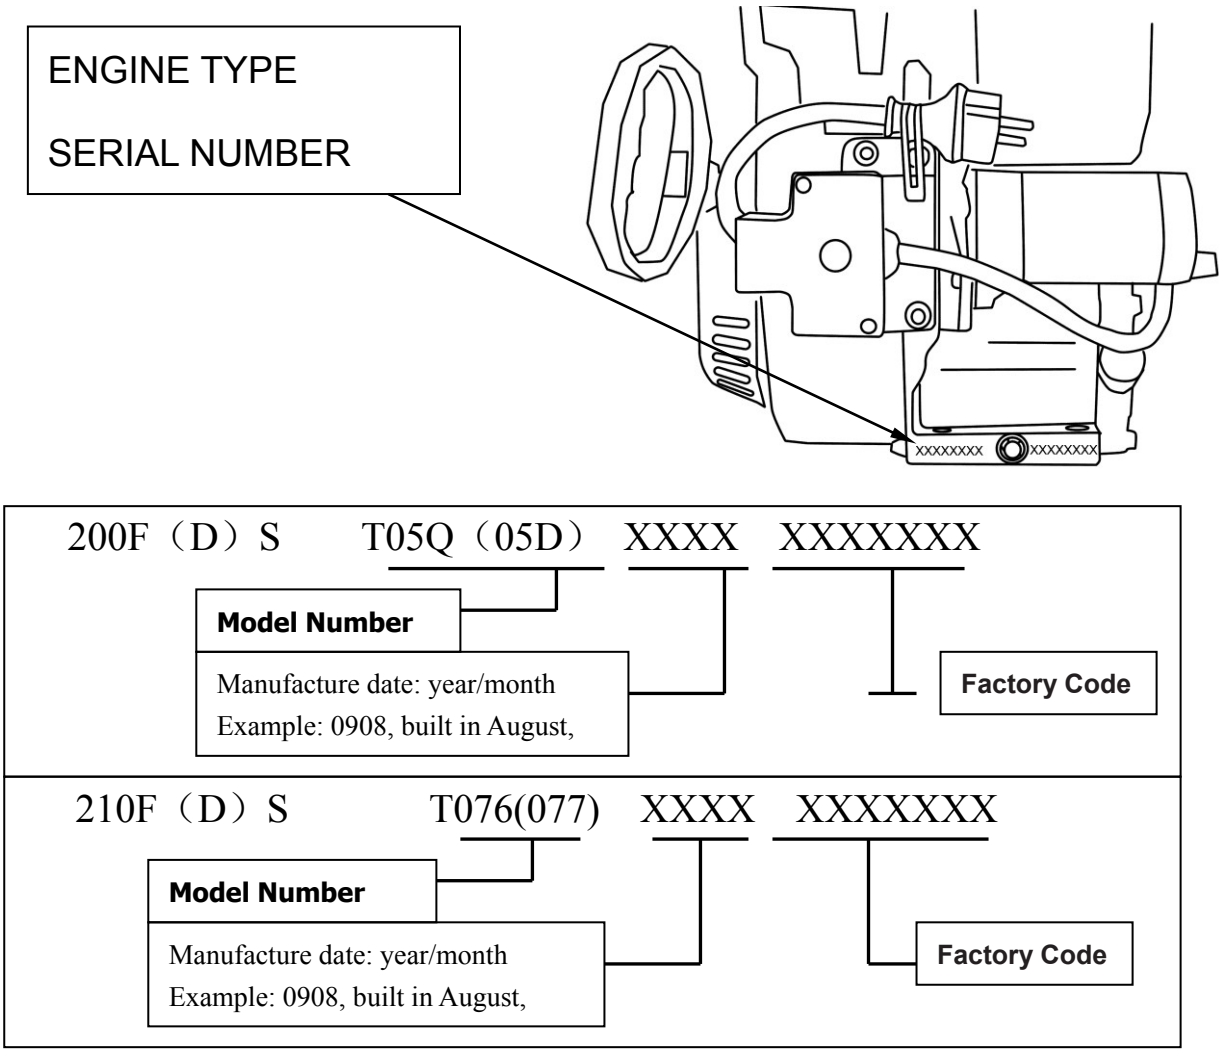 ENGINE TYPE
SERIAL NUMBER
XXXXXXXX XXXXXXXX
200F（D）S T05Q（05D） XXXX XXXXXXX
Model Number
Manufacture date: year/month
Example: 0908, built in August,
Factory Code
210F（D）S T076(077) XXXX XXXXXXX
Model Number
Manufacture date: year/month
Example: 0908, built in August,
Factory Code